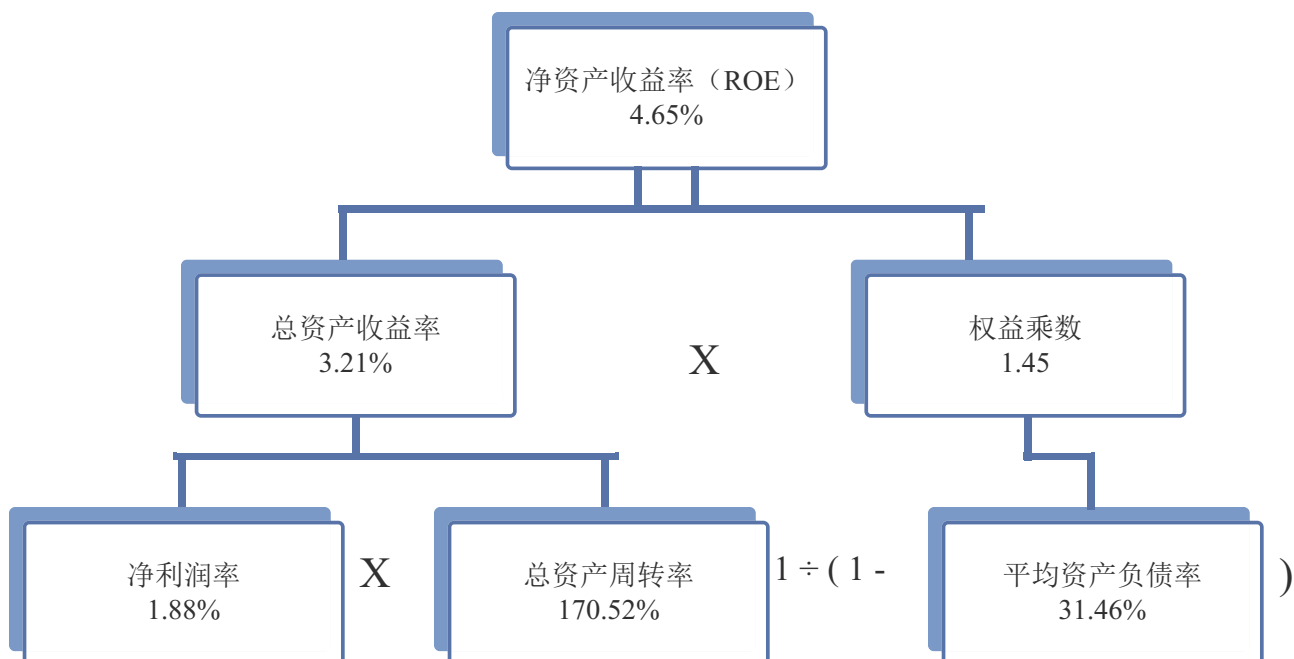 净资产收益率（ROE）
4.65%
总资产收益率
3.21%
X
权益乘数
1.45
净利润率
1.88%
X
总资产周转率
170.52%
1 ÷ ( 1 -
平均资产负债率
31.46%
)